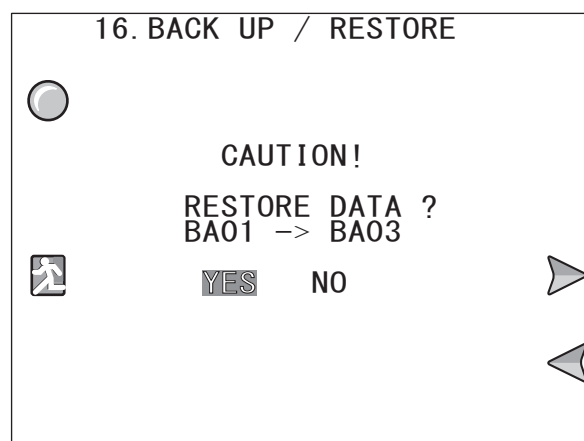 16.BACK UP / RESTORE
CAUTION!
RESTORE DATA ?
BA01 -> BA03
YES NO